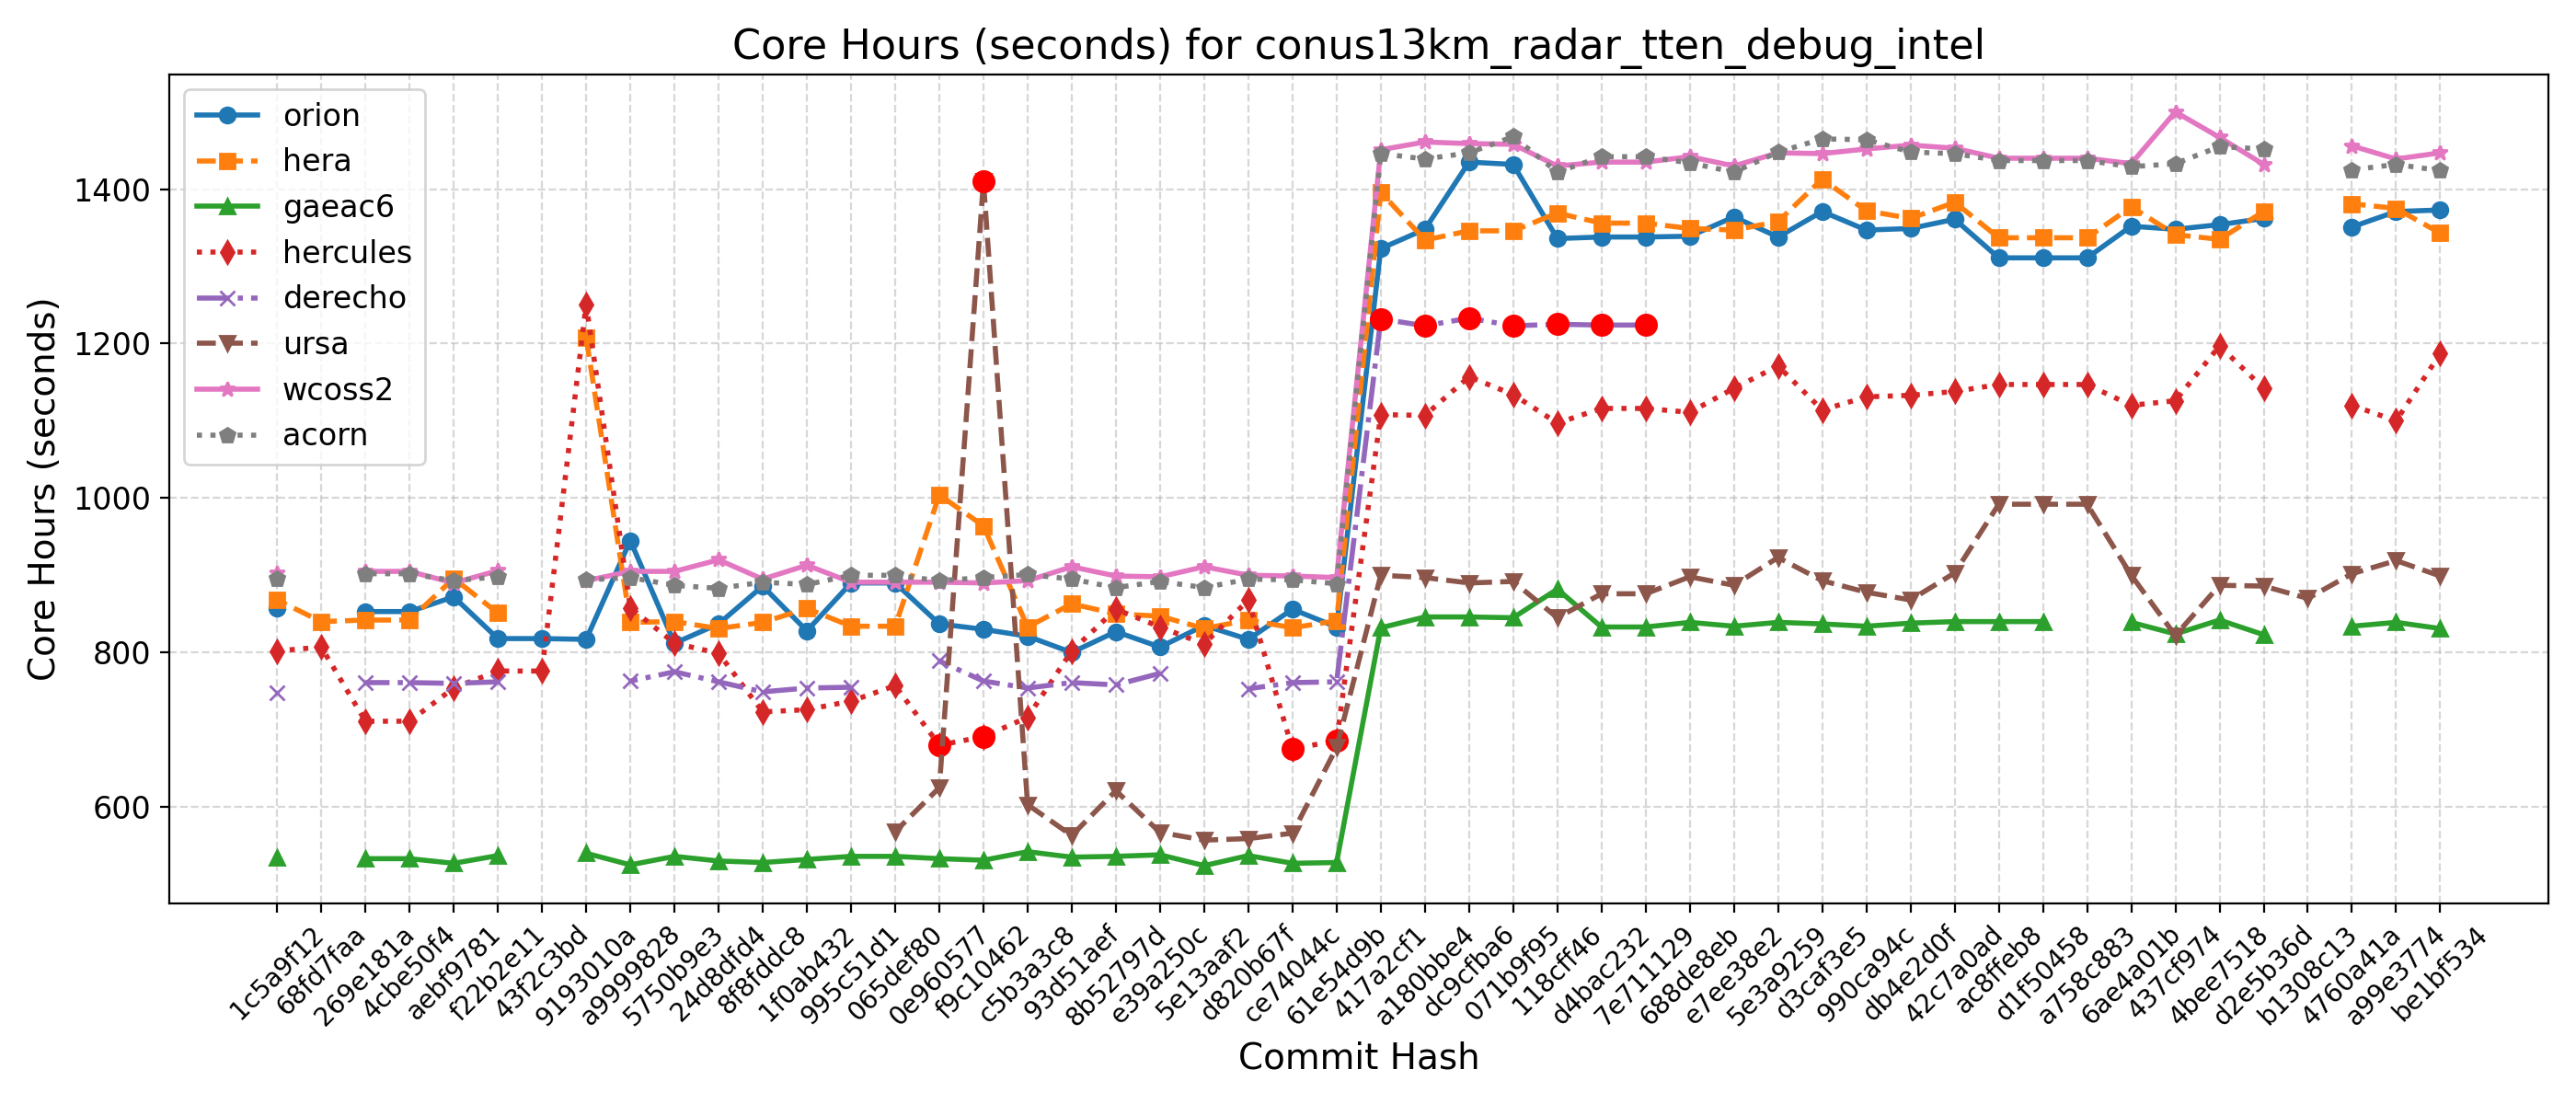 Core Hours (seconds) for conus13km_radar_tten_debug_intel
orion
hera
gaeac6
hercules
derecho
ursa
wcoss2
acorn
Core Hours (seconds)
1400
1200
1000
800
600
1c5a9f12
68fd7faa
269e181a
4cbe50f4
aebf9781
f22b2e11
43f2c3bd
9193010a
a9999828
5750b9e3
24d8dfd4
8f8fddc8
1f0ab432
995c51d1
065def80
0e960577
f9c10462
c5b3a3c8
93d51aef
8b52797d
e39a250c
5e13aaf2
d820b67f
ce74044c
61e54d9b
417a2cf1
a180bbe4
dc9cfba6
071b9f95
118cff46
d4bac232
7e711129
688de8eb
e7ee38e2
5e3a9259
d3caf3e5
990ca94c
db4e2d0f
42c7a0ad
ac8ffeb8
d1f50458
a758c883
6ae4a01b
437cf974
4bee7518
d2e5b36d
b1308c13
4760a41a
a99e3774
be1bf534
Commit Hash